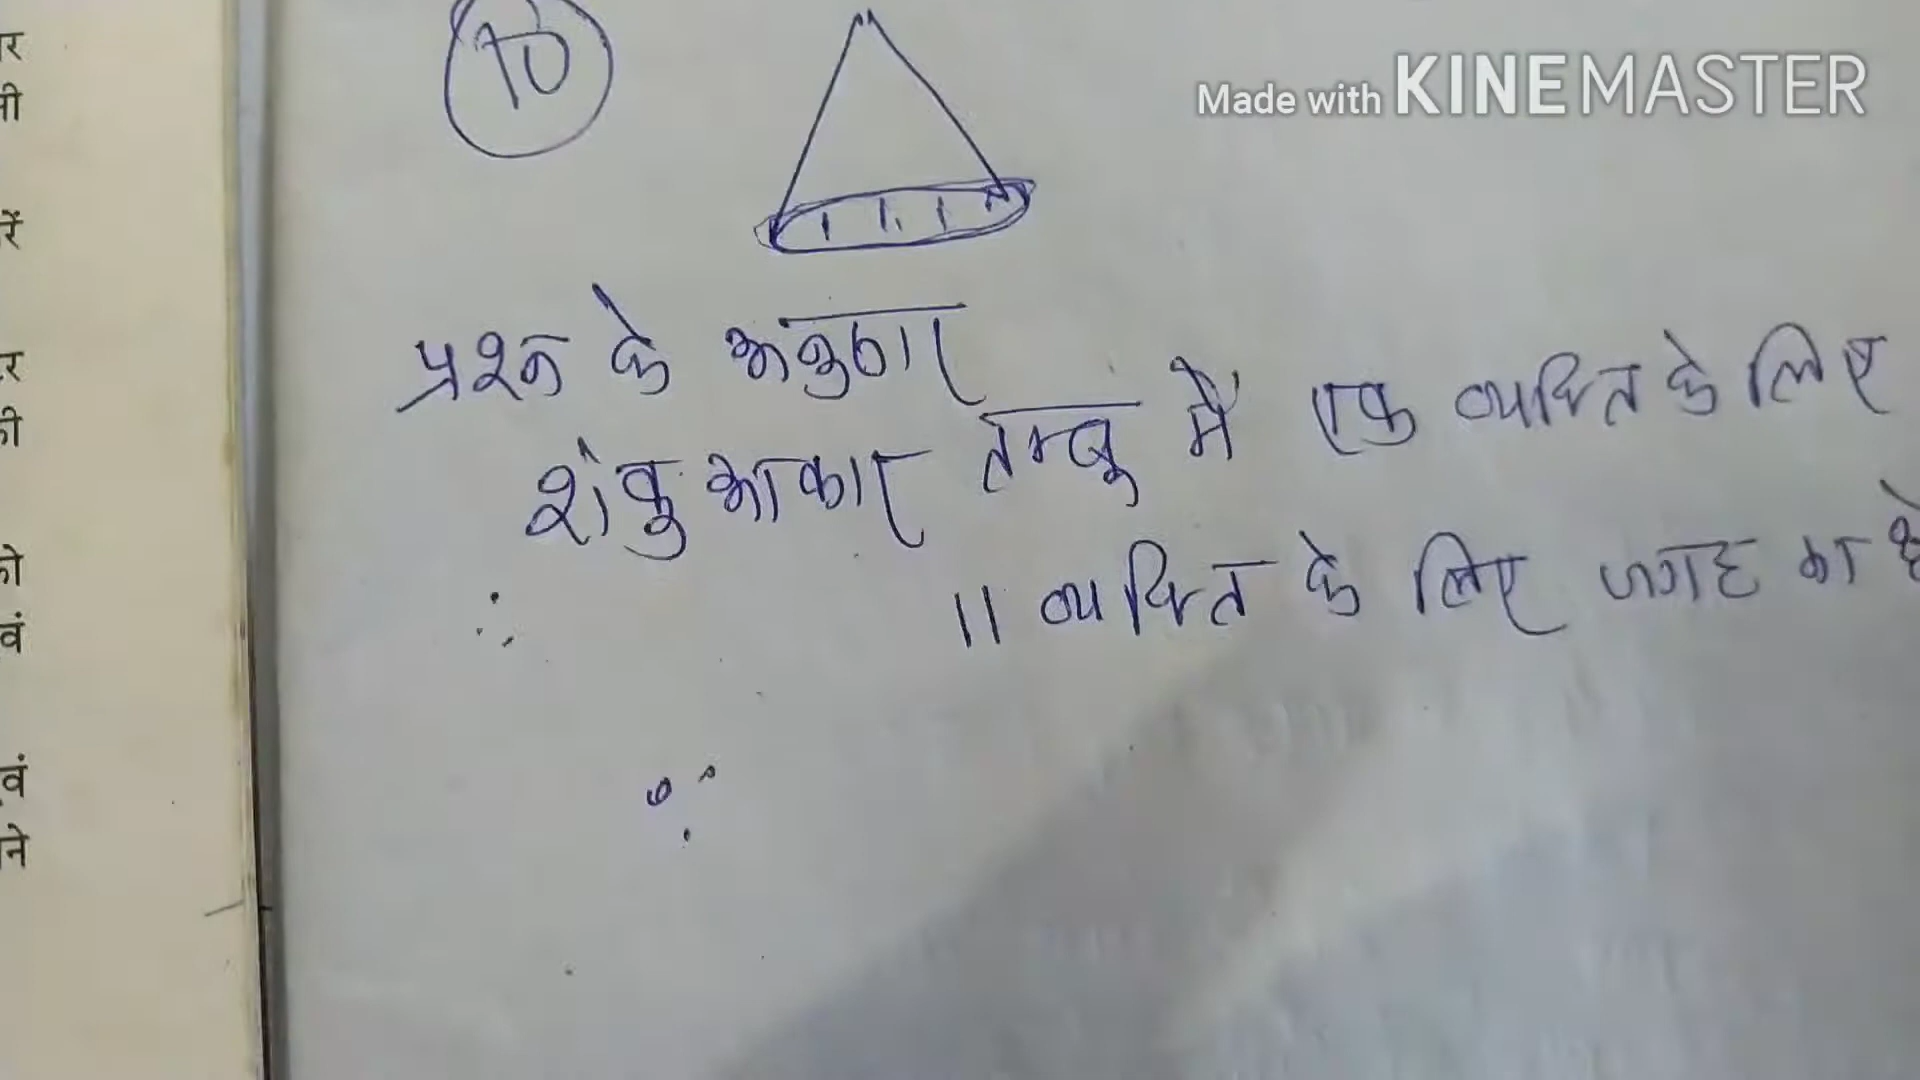 10
Made with KINEMASTER
प्रश्न के अनुसार
शंकु आकार तम्बू में एक व्यक्ति के लिए
∴ 11 व्यक्ति के लिए जगह का
र
सी
में
को
वं
वं
ने